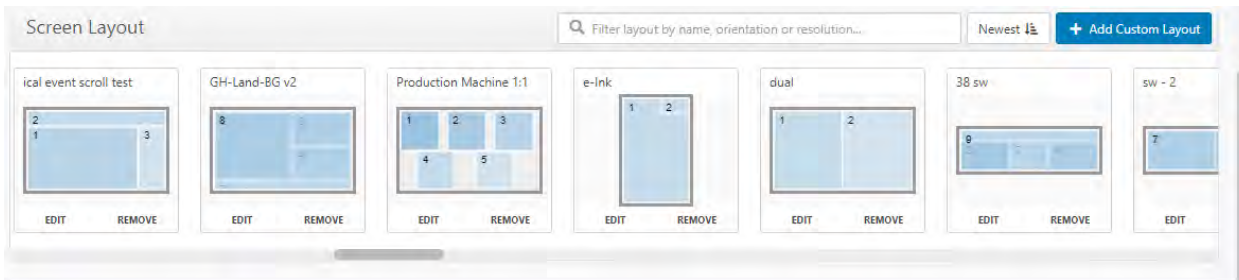 Screen Layout
Filter layout by name, orientation or resolution...
Newest
+ Add Custom Layout
ical event scroll test
2
1
3
EDIT REMOVE
GH-Land-BG v2
8
EDIT REMOVE
Production Machine 1:1
1 2 3
4 5
EDIT REMOVE
e-Ink
1 2
EDIT REMOVE
dual
1 2
EDIT REMOVE
38 sw
9
EDIT REMOVE
sw - 2
7
EDIT